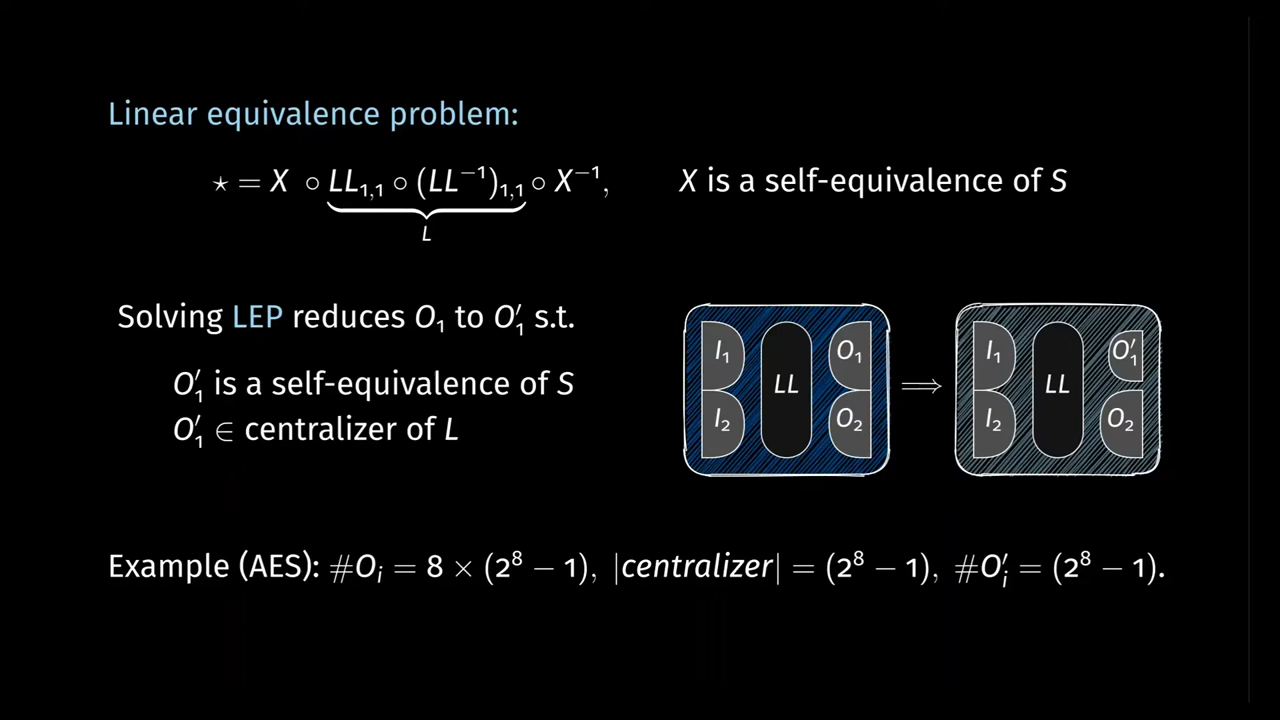 Linear equivalence problem:
⋆ = X ∘ LL₁,₁ ∘ (LL⁻¹)₁,₁ ∘ X⁻¹, X is a self-equivalence of S
L
Solving LEP reduces O₁ to O′₁ s.t.
O′₁ is a self-equivalence of S
O′₁ ∈ centralizer of L
I₁ LL O₁ ⟹ I₁ LL O′₁
I₂ O₂ I₂ O₂
Example (AES): #Oᵢ = 8 × (2⁸ − 1), |centralizer| = (2⁸ − 1), #O′ᵢ = (2⁸ − 1).